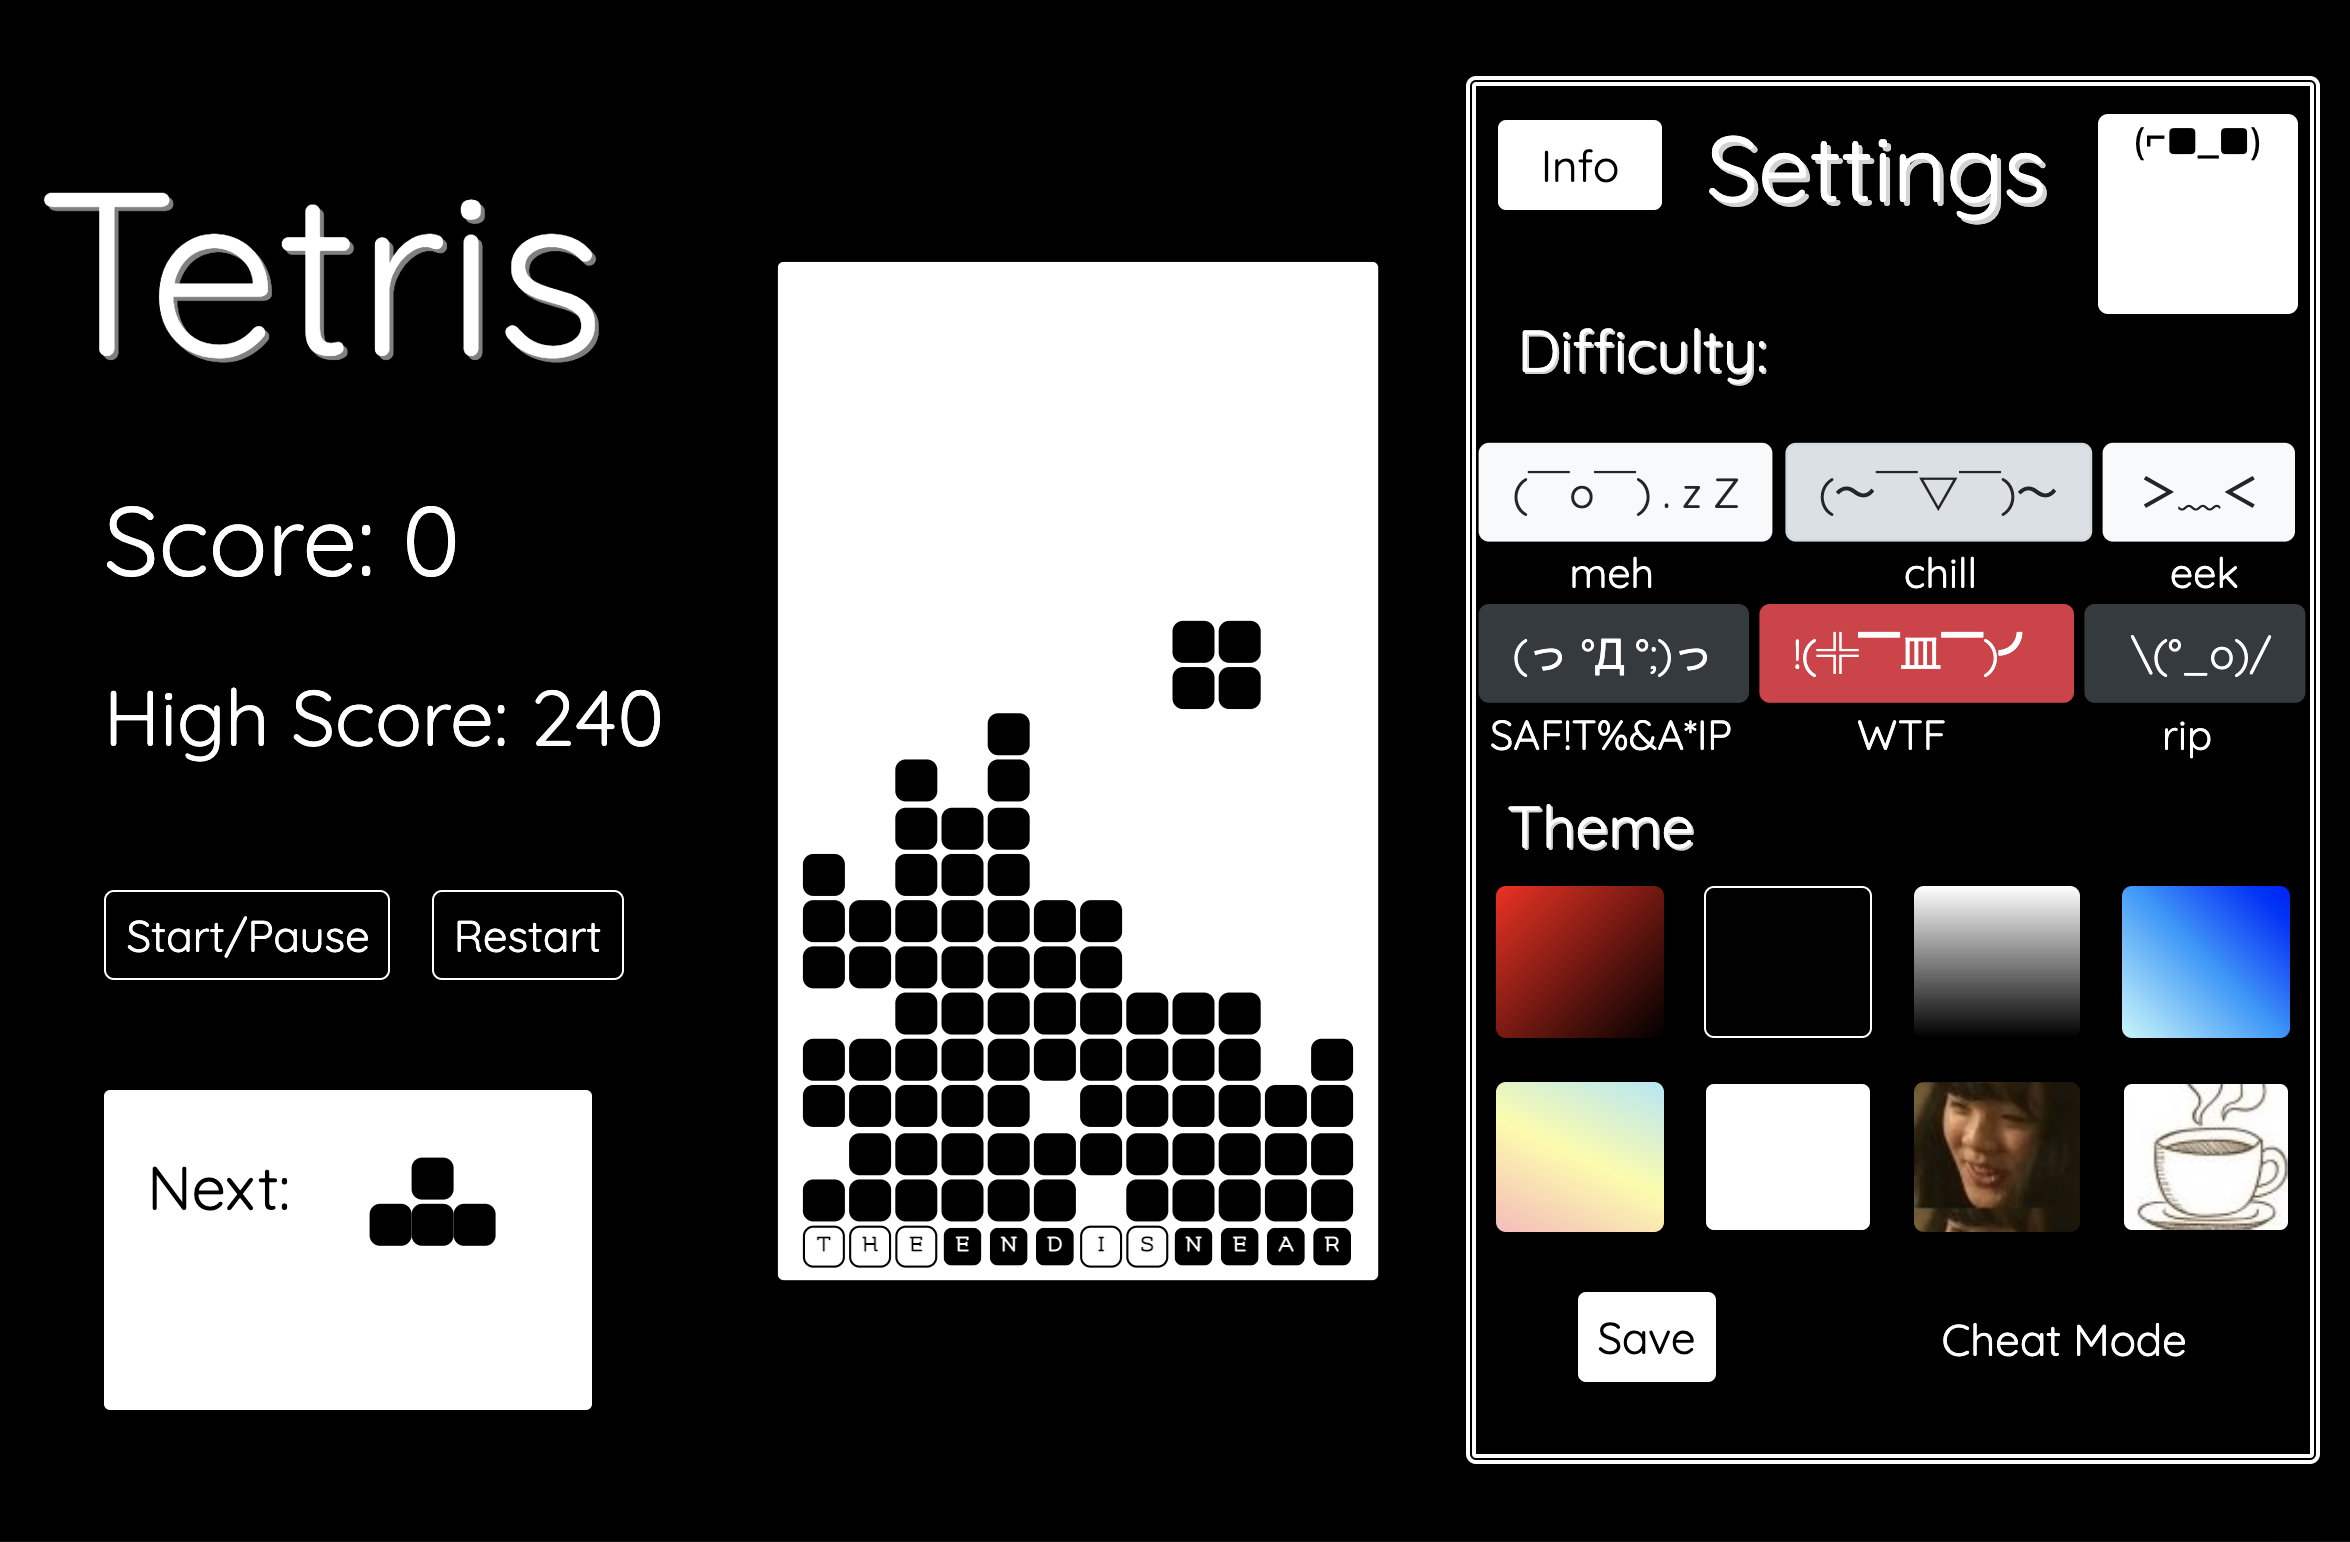 Tetris
Score: 0
High Score: 240
Start/Pause
Restart
Next:
THEENDISNEAR
Info
Settings
(⌐■_■)
Difficulty:
(￣o￣) . z Z
(～￣▽￣)～
>﹏<
meh
chill
eek
(っ °Д °;)っ
!(╬￣皿￣)╯
\(°_o)/
SAF!T%&A*IP
WTF
rip
Theme
Save
Cheat Mode